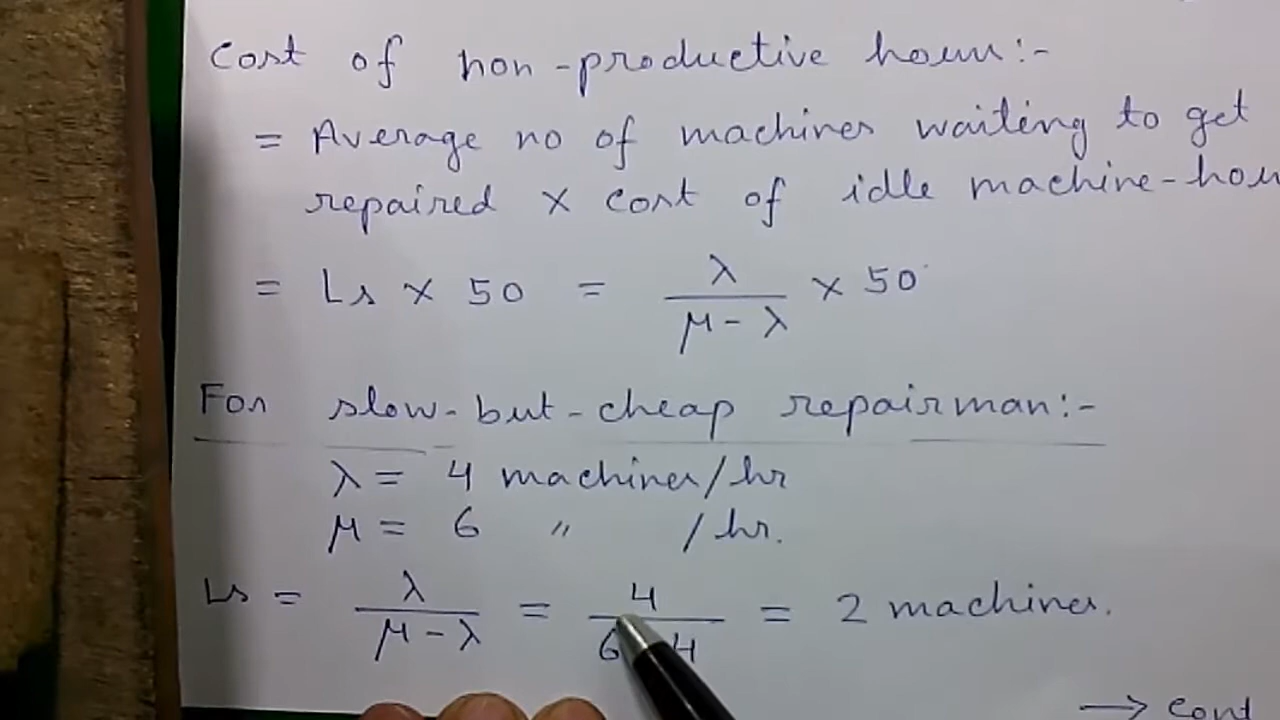 Cost of non-productive hour:-
= Average no of machines waiting to get
repaired × cost of idle machine-hou
= Ls × 50 = λ / μ - λ × 50
For slow-but-cheap repairman:-
λ = 4 machines/hr
μ = 6 〃 /hr.
Ls = λ / μ - λ = 4 / 6 4 = 2 machines.
→ Cont